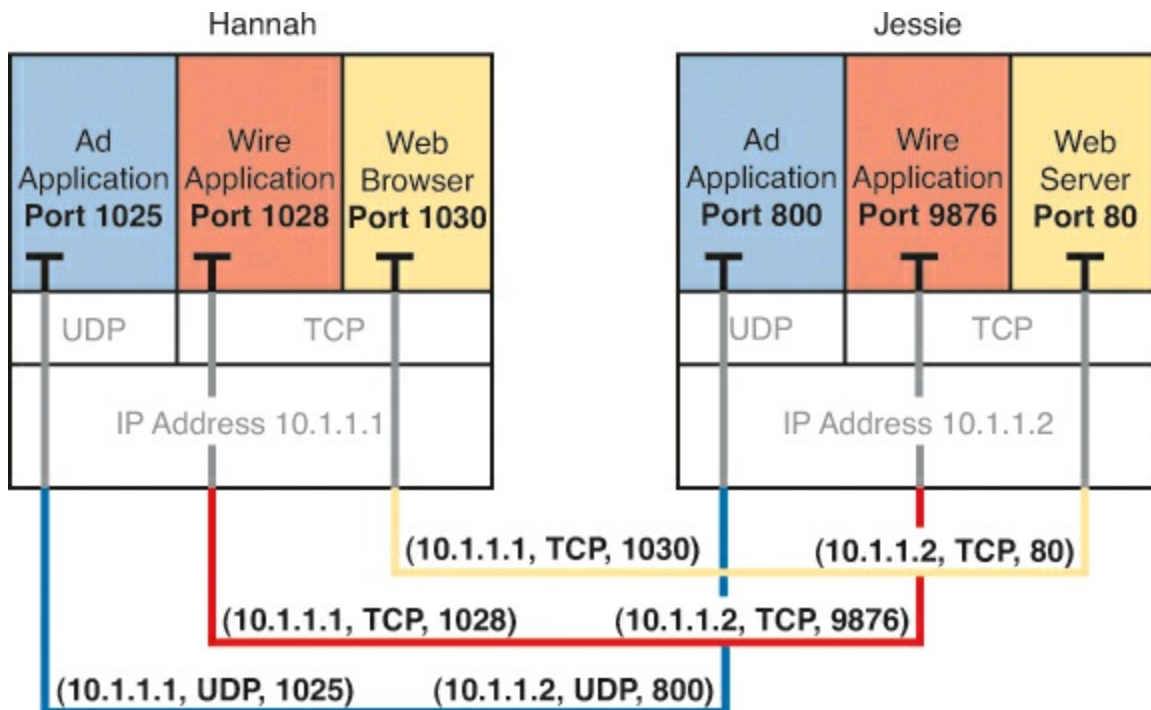 Hannah
Jessie
Ad
Application
Port 1025
Wire
Application
Port 1028
Web
Browser
Port 1030
Ad
Application
Port 800
Wire
Application
Port 9876
Web
Server
Port 80
UDP
TCP
UDP
TCP
IP Address 10.1.1.1
IP Address 10.1.1.2
(10.1.1.1, TCP, 1030)
(10.1.1.2, TCP, 80)
(10.1.1.1, TCP, 1028)
(10.1.1.2, TCP, 9876)
(10.1.1.1, UDP, 1025)
(10.1.1.2, UDP, 800)